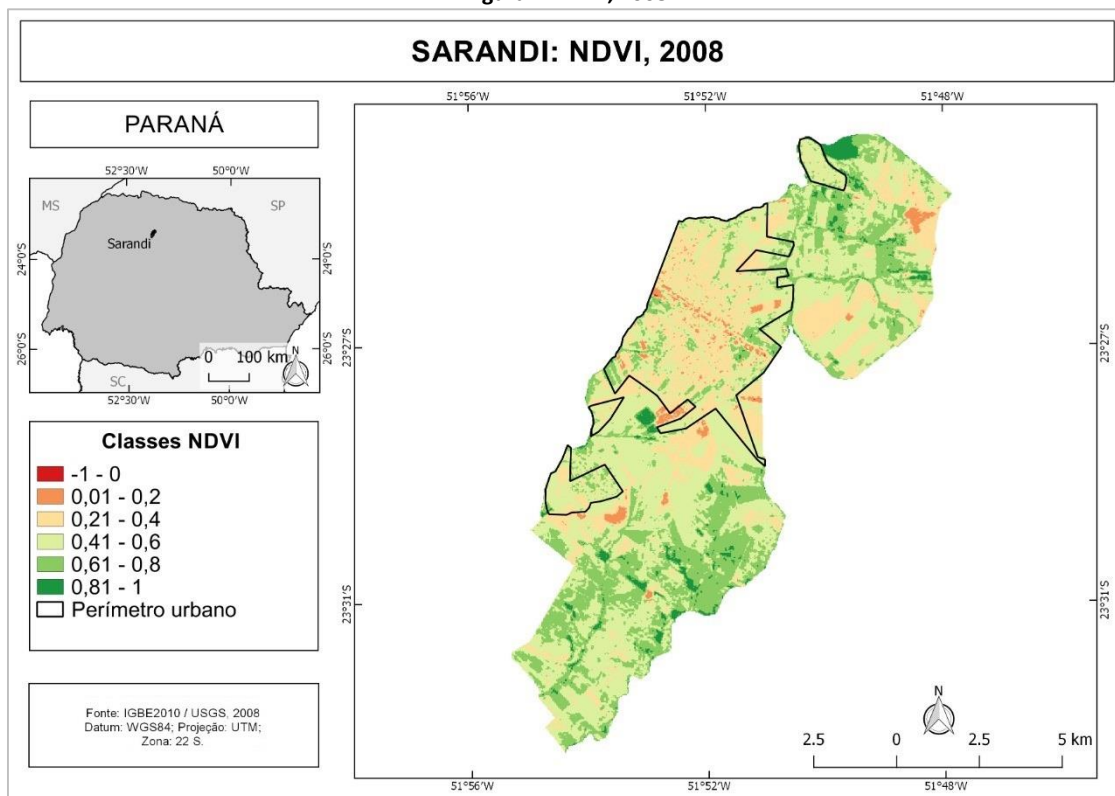 SARANDI: NDVI, 2008
PARANÁ
52°30'W 50°0'W
MS
SP
Sarandi
24°0'S
24°0'S
26°0'S
26°0'S
0 100 km
N
SC
52°30'W 50°0'W
Classes NDVI
-1 - 0
0,01 - 0,2
0,21 - 0,4
0,41 - 0,6
0,61 - 0,8
0,81 - 1
Perímetro urbano
Fonte: IGBE2010 / USGS, 2008
Datum: WGS84; Projeção: UTM;
Zona: 22 S.
51°56'W 51°52'W 51°48'W
23°27'S
23°27'S
23°31'S
23°31'S
N
2.5 0 2.5 5 km
51°56'W 51°52'W 51°48'W